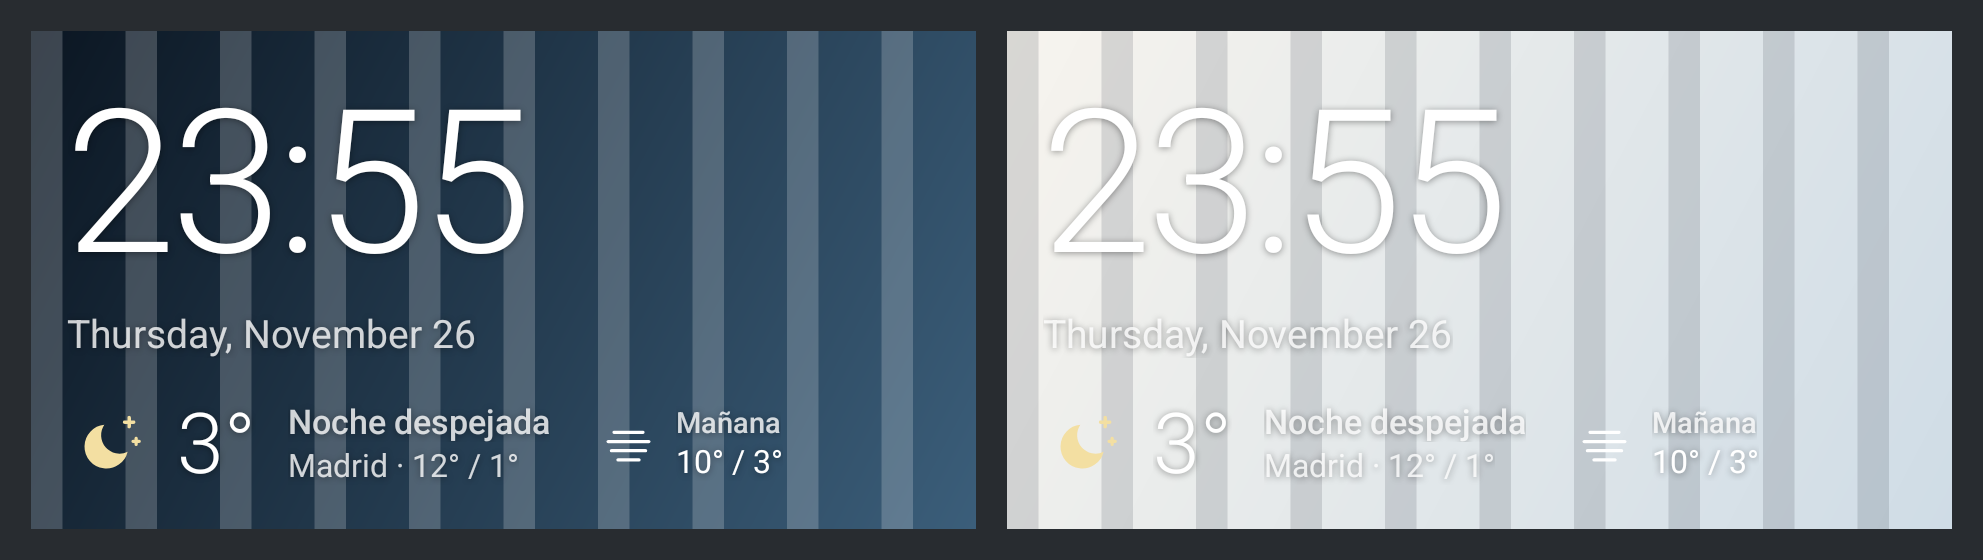 23:55
Thursday, November 26
3°
Noche despejada
Madrid · 12° / 1°
Mañana
10° / 3°
23:55
Thursday, November 26
3°
Noche despejada
Madrid · 12° / 1°
Mañana
10° / 3°